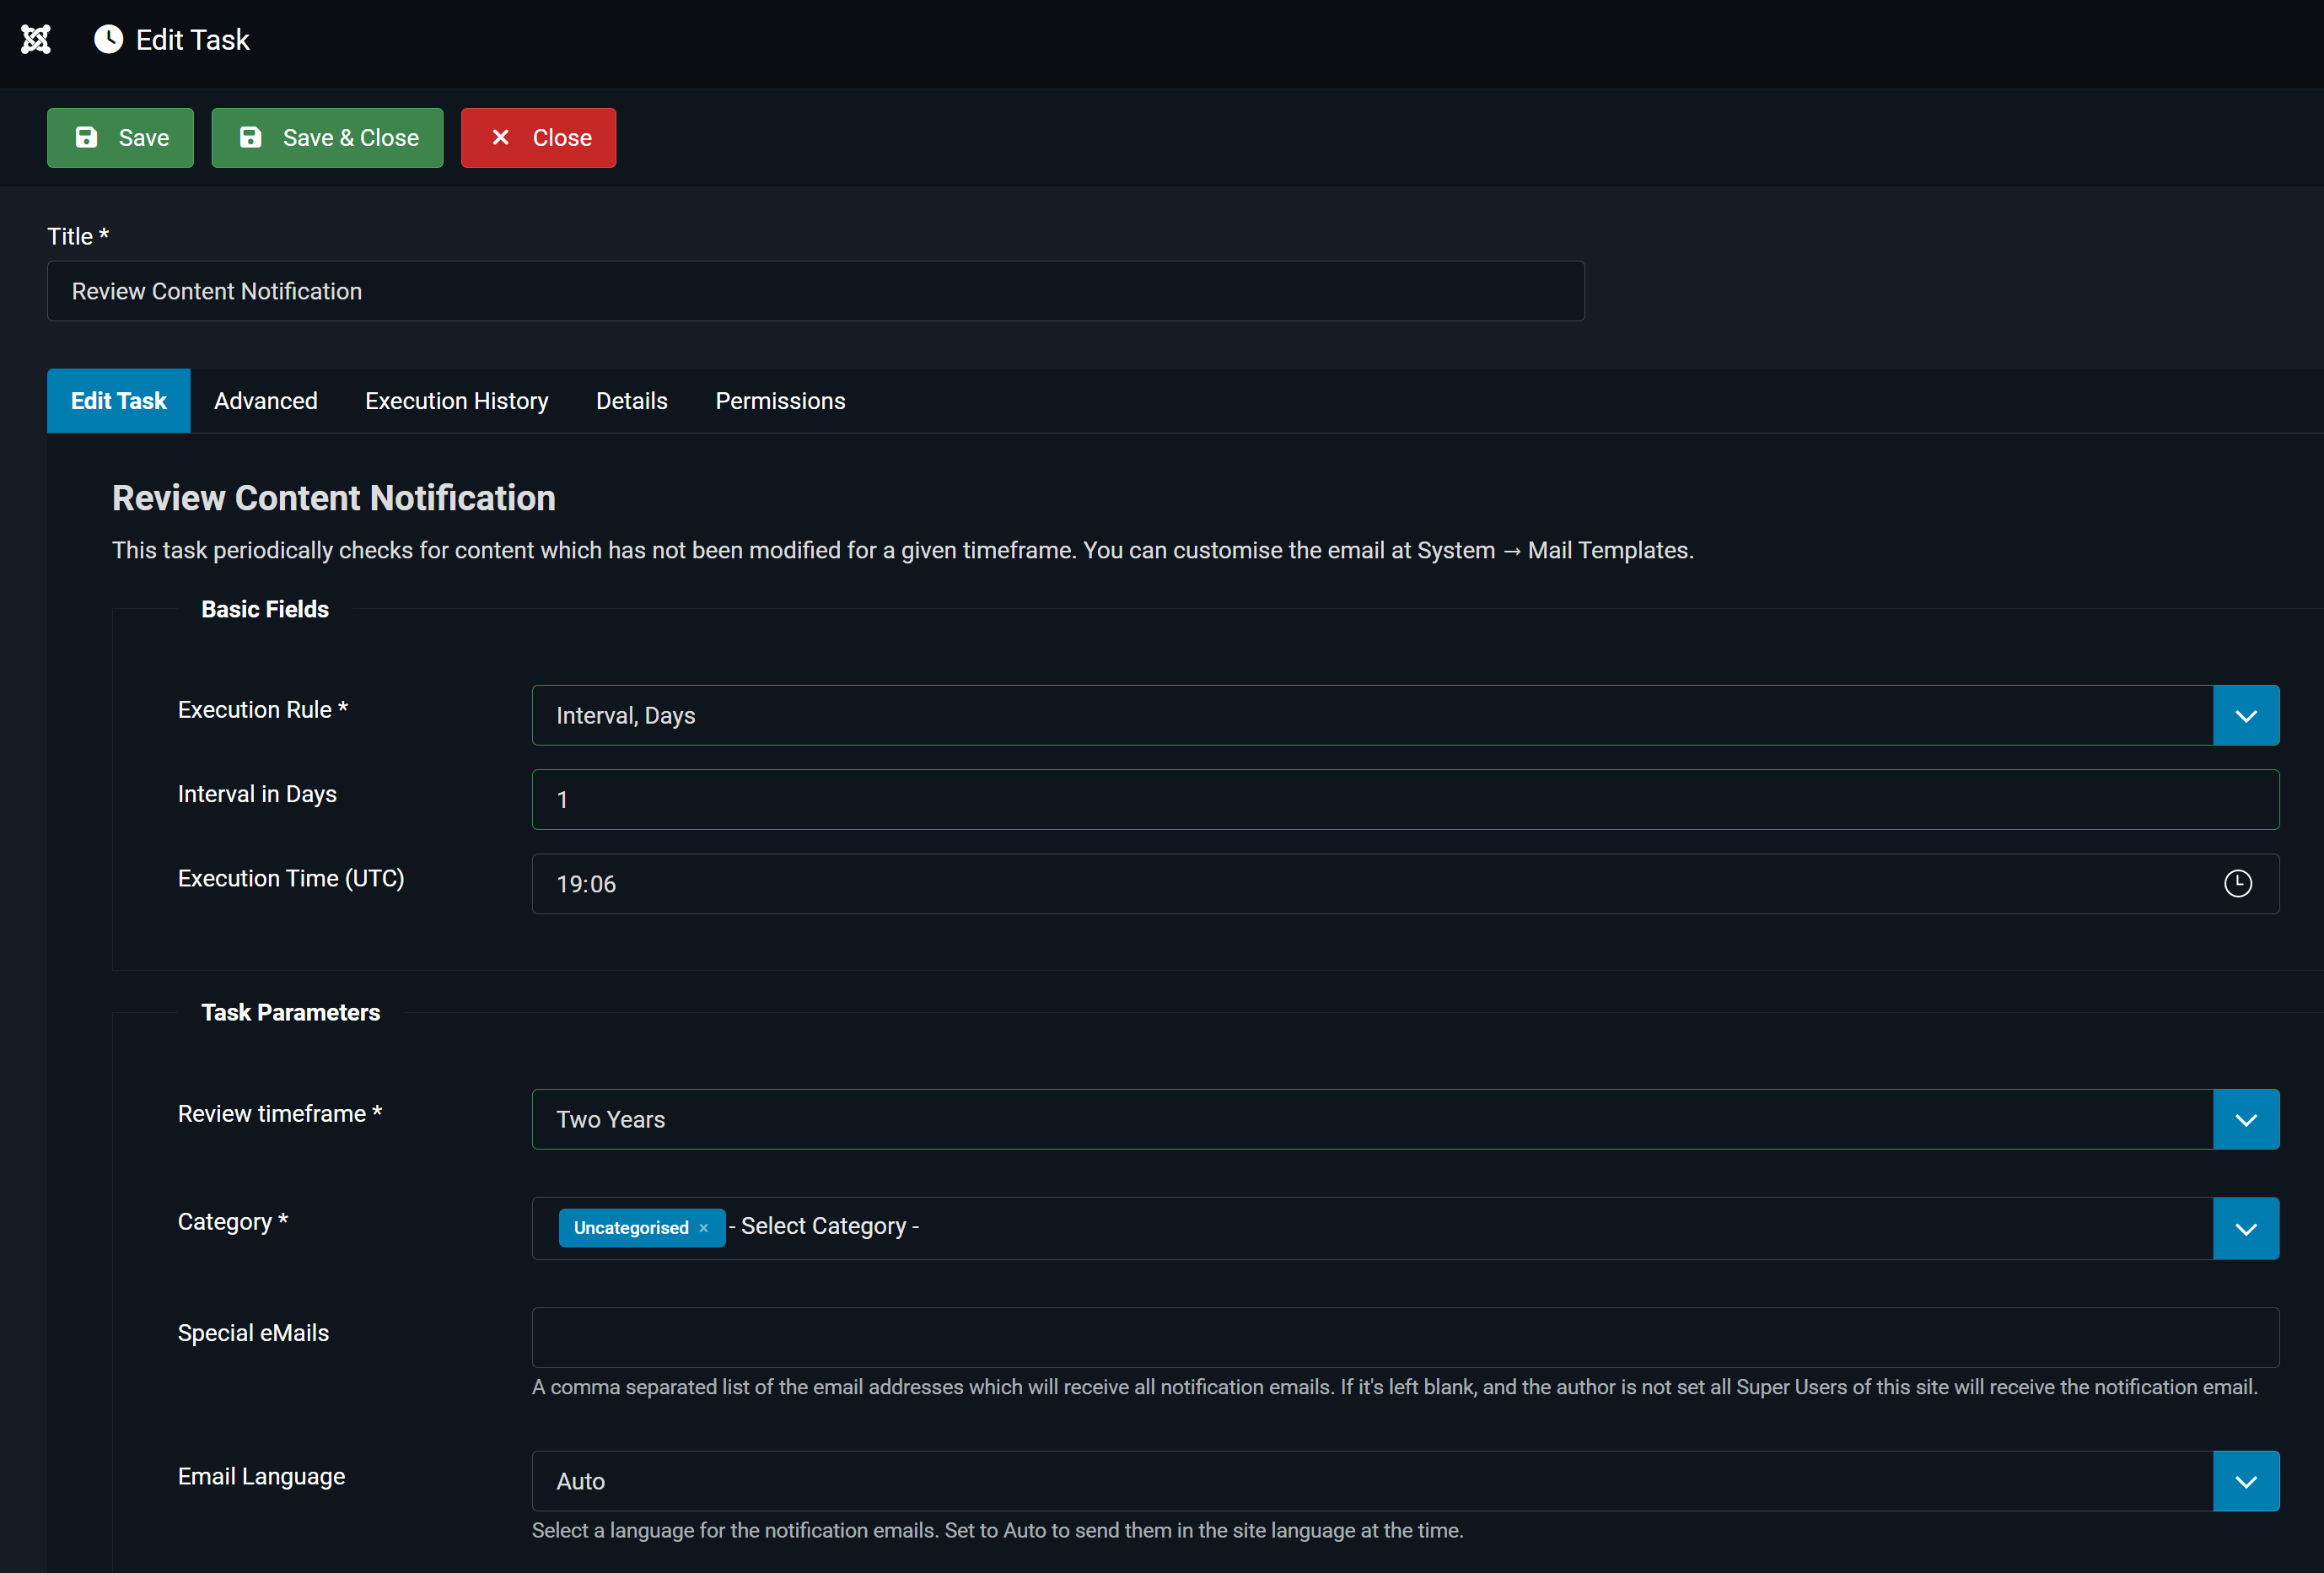 Edit Task
Save
Save & Close
Close
Title *
Review Content Notification
Edit Task
Advanced
Execution History
Details
Permissions
Review Content Notification
This task periodically checks for content which has not been modified for a given timeframe. You can customise the email at System → Mail Templates.
Basic Fields
Execution Rule *
Interval, Days
Interval in Days
1
Execution Time (UTC)
19:06
Task Parameters
Review timeframe *
Two Years
Category *
Uncategorised × - Select Category -
Special eMails
A comma separated list of the email addresses which will receive all notification emails. If it's left blank, and the author is not set all Super Users of this site will receive the notification email.
Email Language
Auto
Select a language for the notification emails. Set to Auto to send them in the site language at the time.